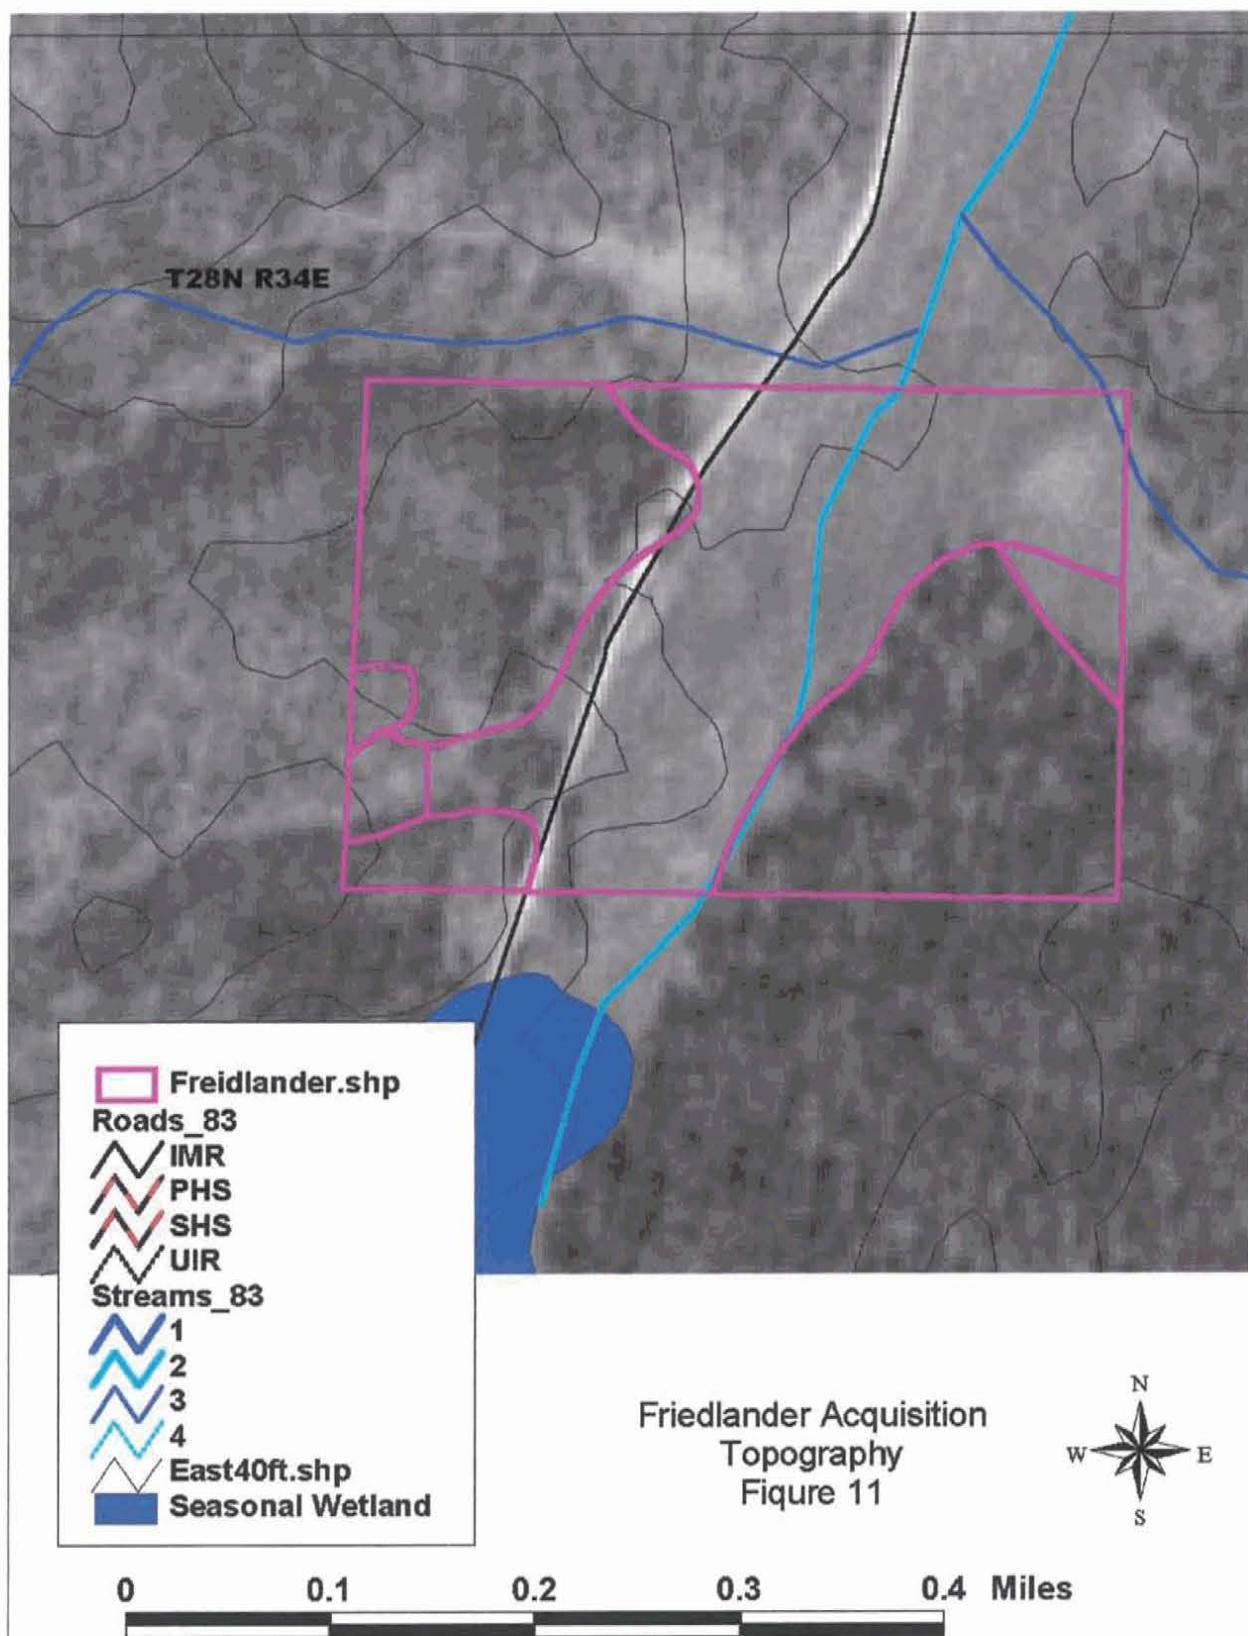 T28N R34E
Freidlander.shp
Roads_83
IMR
PHS
SHS
UIR
Streams_83
1
2
3
4
East40ft.shp
Seasonal Wetland
Friedlander Acquisition
Topography
Fiqure 11
N
W E
S
0 0.1 0.2 0.3 0.4 Miles